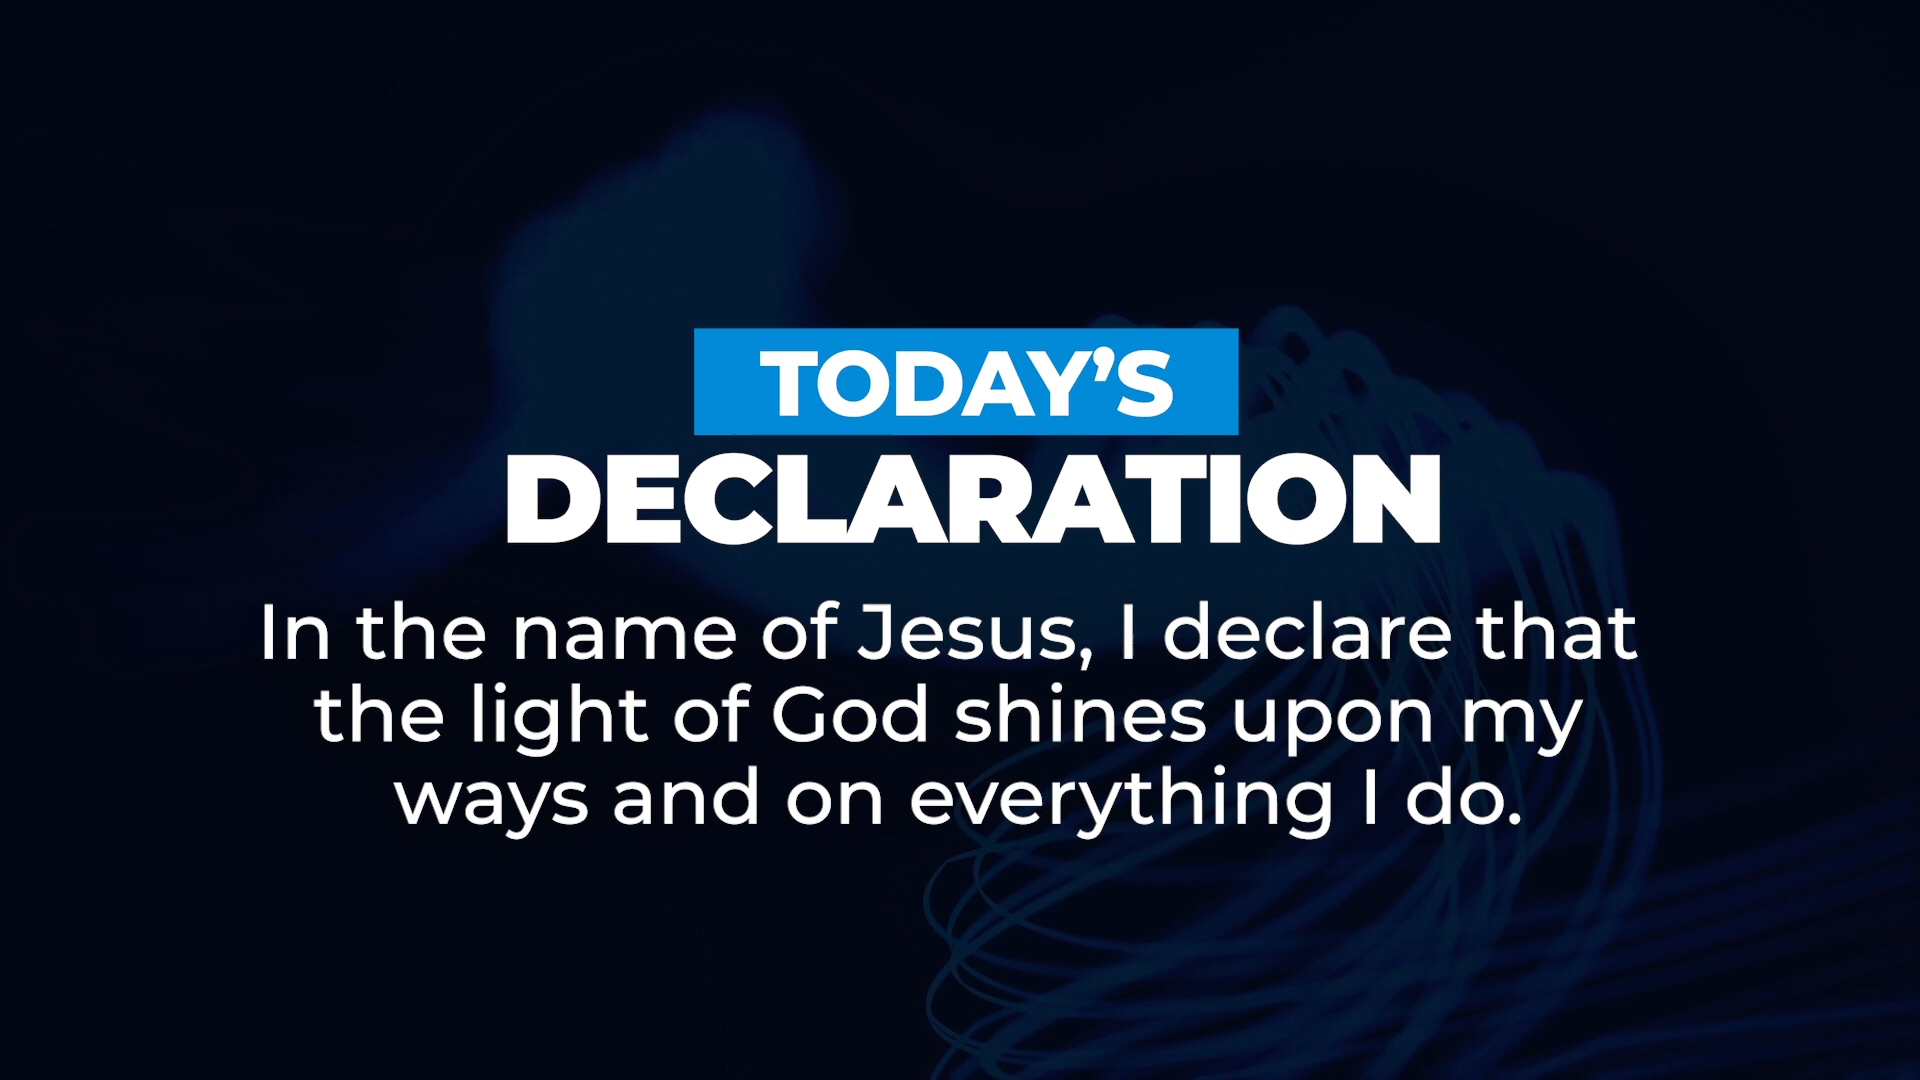 TODAY’S
DECLARATION
In the name of Jesus, I declare that
the light of God shines upon my
ways and on everything I do.